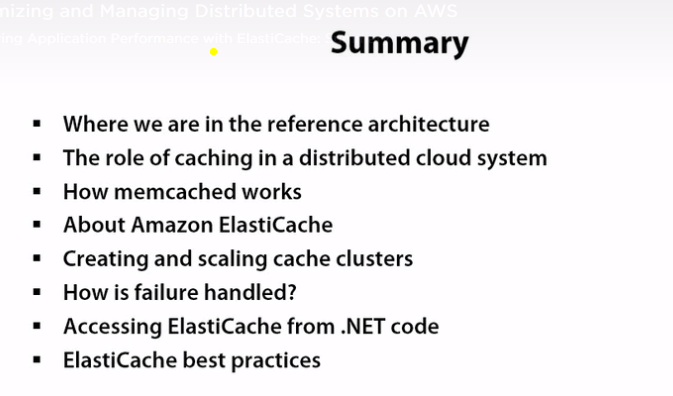 nizing and Managing Distributed Systems on AWS
ing Application Performance with ElastiCache:
Summary
▪ Where we are in the reference architecture
▪ The role of caching in a distributed cloud system
▪ How memcached works
▪ About Amazon ElastiCache
▪ Creating and scaling cache clusters
▪ How is failure handled?
▪ Accessing ElastiCache from .NET code
▪ ElastiCache best practices